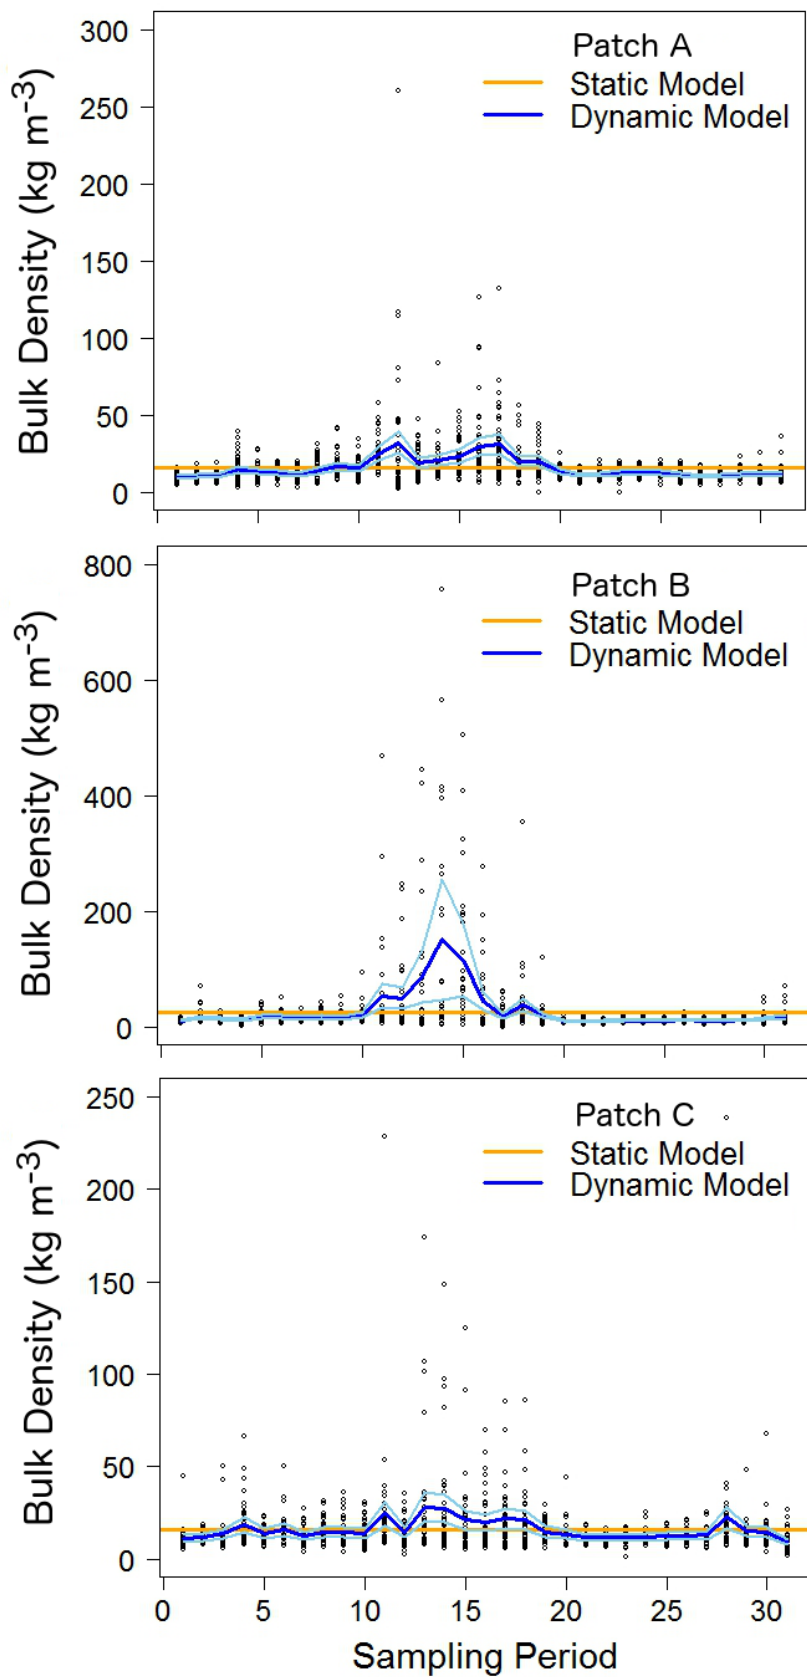 Patch A
Static Model
Dynamic Model
Bulk Density (kg m⁻³)
300
250
200
150
100
50
0
Patch B
Static Model
Dynamic Model
Bulk Density (kg m⁻³)
800
600
400
200
0
Patch C
Static Model
Dynamic Model
Bulk Density (kg m⁻³)
250
200
150
100
50
0
0 5 10 15 20 25 30
Sampling Period